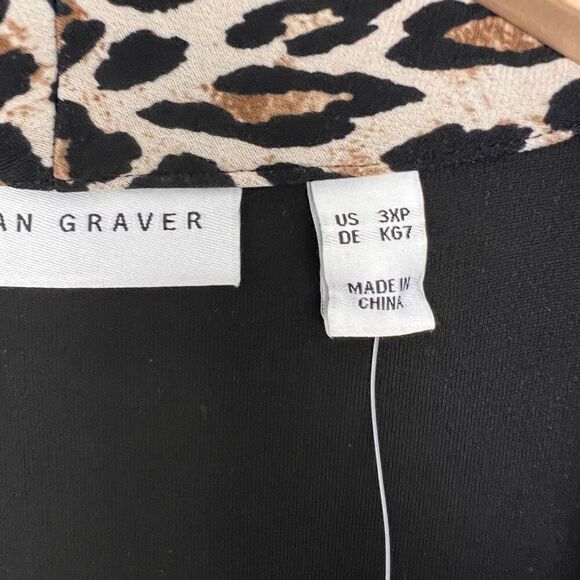 AN GRAVER
US 3XP
DE KG7
MADE IN
CHINA